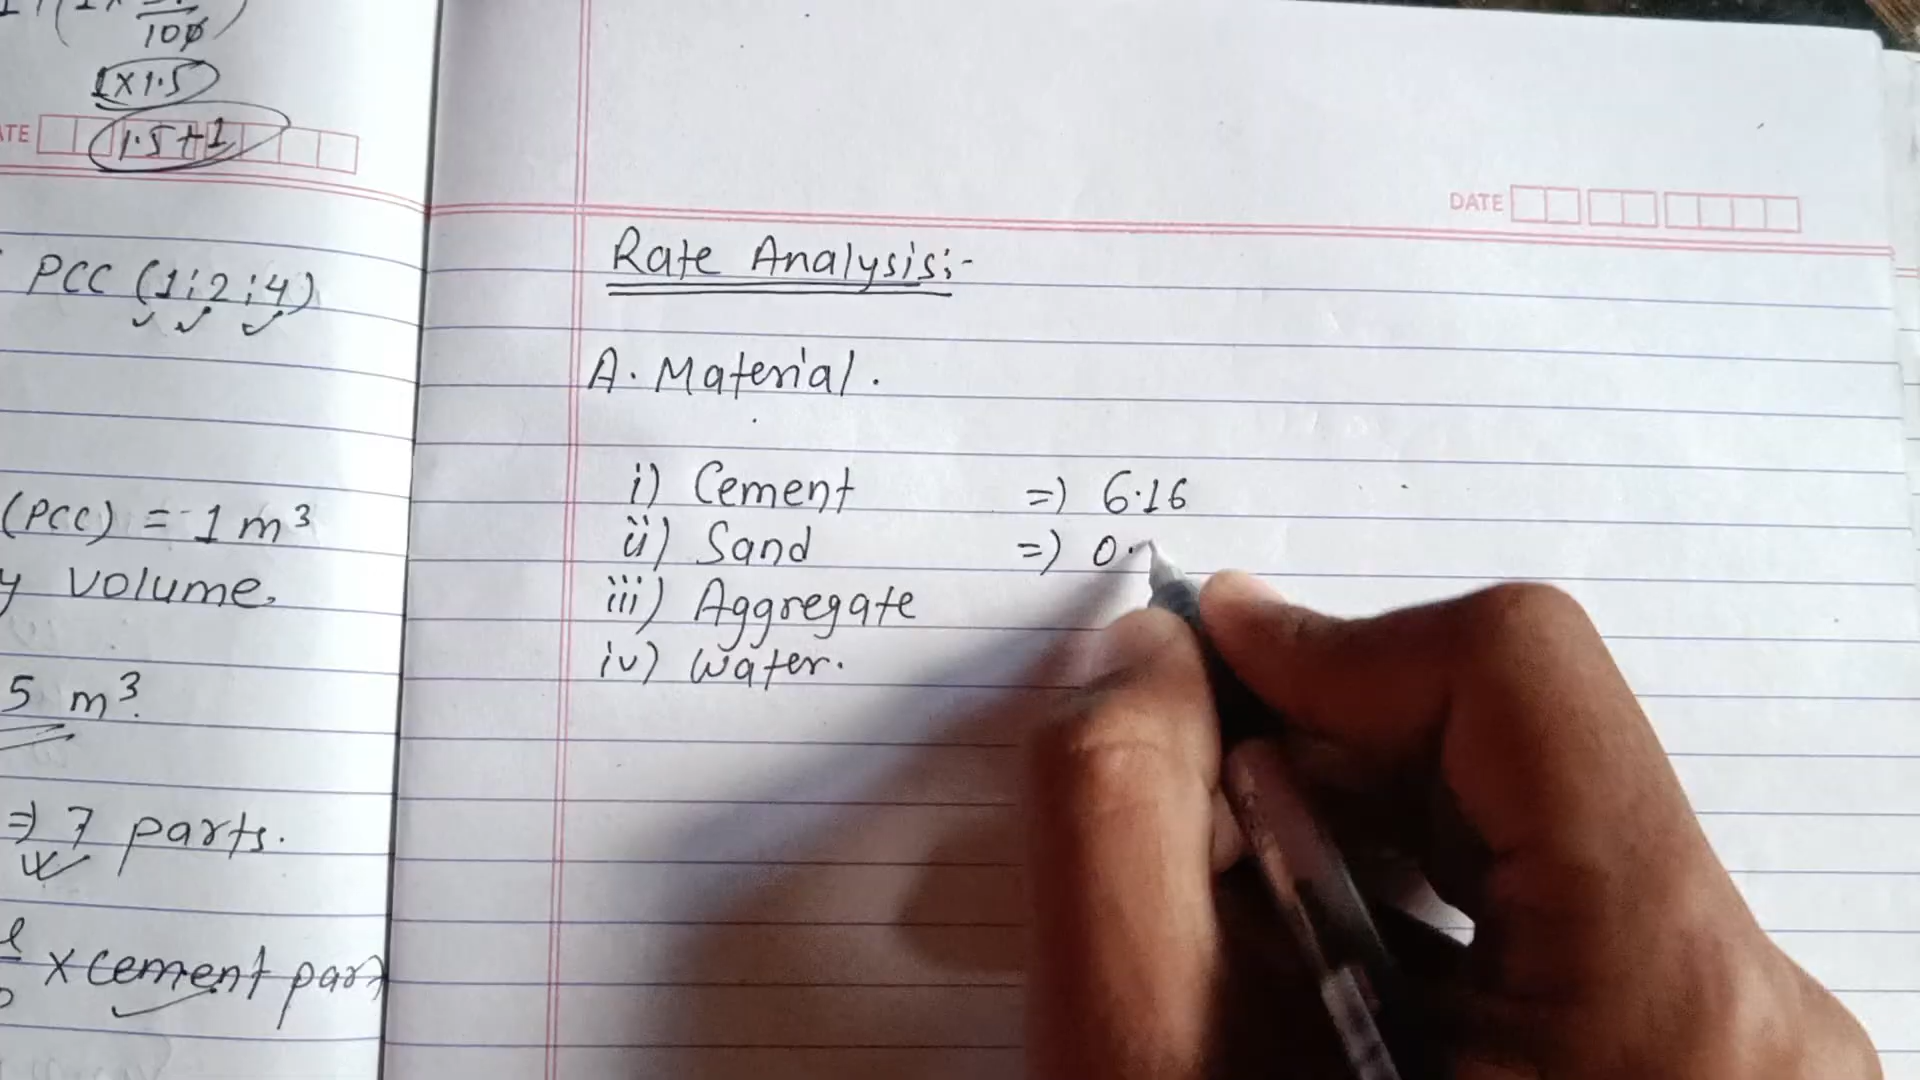 100
1x1.5
ATE
1.5+1
PCC (1:2:4)
(PCC) = 1 m³
y volume.
5 m³.
=) 7 parts.
x cement part
DATE
Rate Analysis:-
A. Material.
i) Cement =) 6.16
ii) Sand =) 0.
iii) Aggregate
iv) Water.